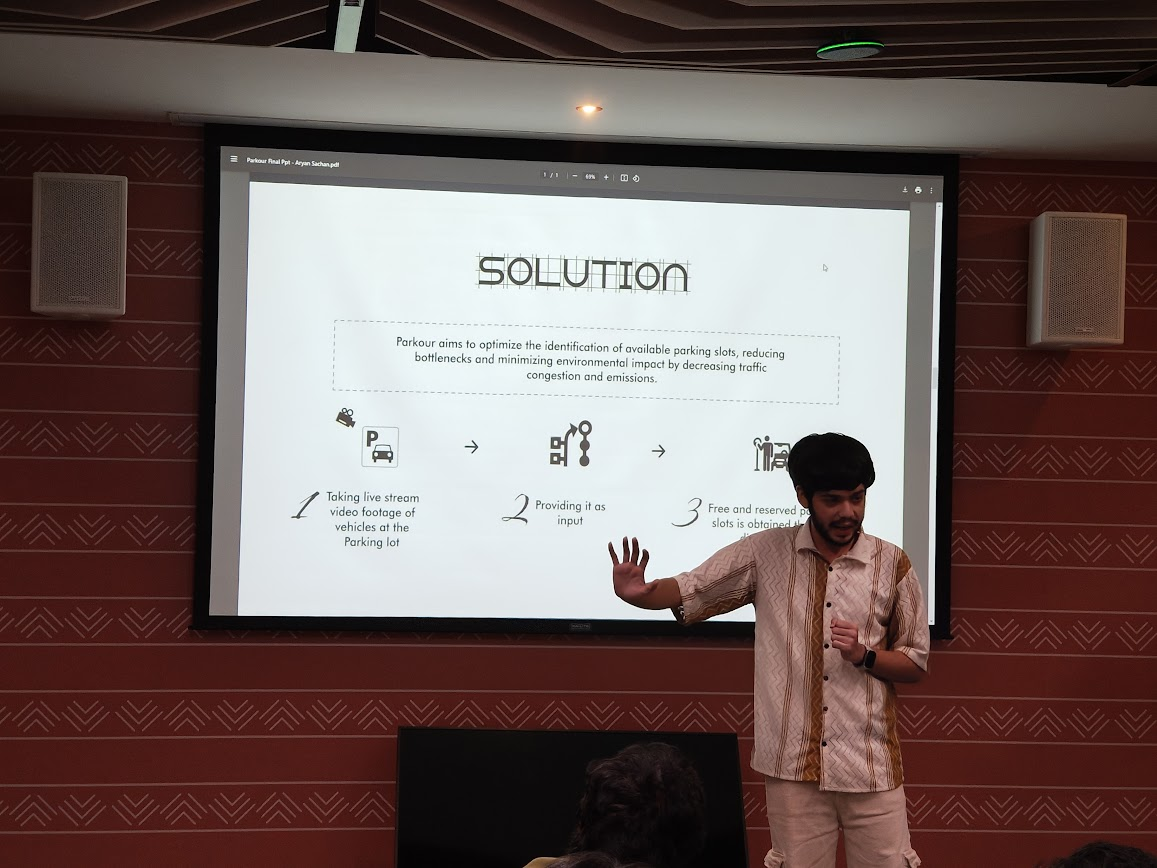 Parkour Final Ppt - Aryan Sachan.pdf
1 / 1
69%
SOLUTION
Parkour aims to optimize the identification of available parking slots, reducing
bottlenecks and minimizing environmental impact by decreasing traffic
congestion and emissions.
P
1
Taking live stream
video footage of
vehicles at the
Parking lot
2
Providing it as
input
3
Free and reserved
slots is obtained